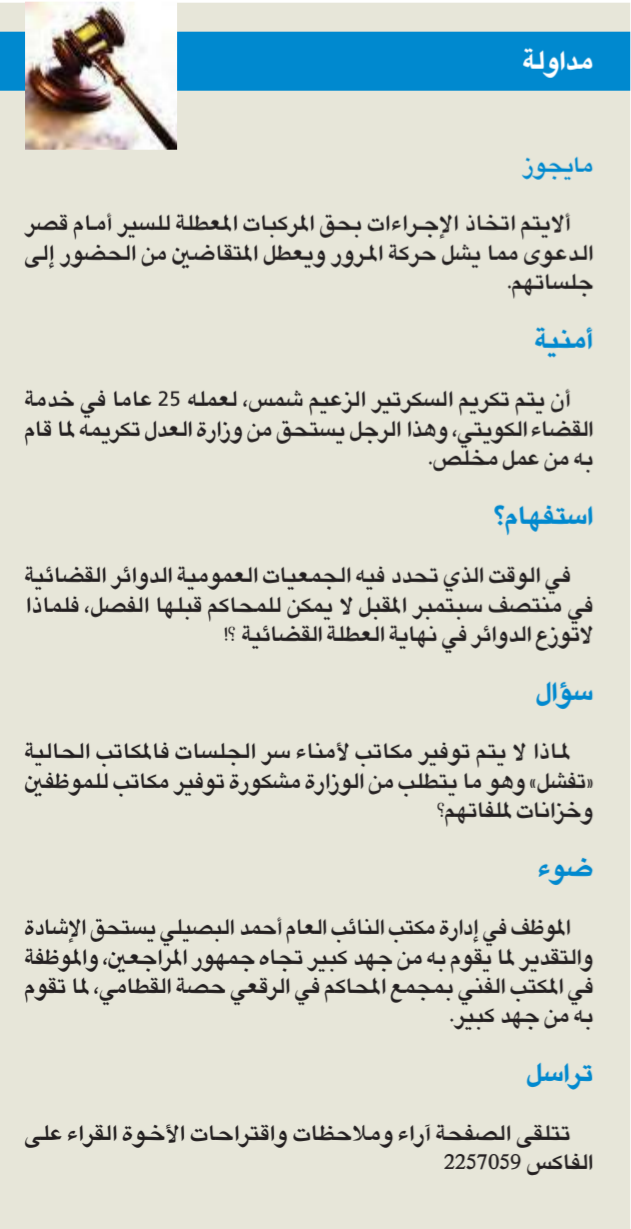 مداولة
مايجوز
ألايتم اتخاذ الإجراءات بحق المركبات المعطلة للسير أمام قصر
الدعوى مما يشل حركة المرور ويعطل المتقاضين من الحضور إلى
جلساتهم.
أمنية
أن يتم تكريم السكرتير الزعيم شمس، لعمله 25 عاما في خدمة
القضاء الكويتي، وهذا الرجل يستحق من وزارة العدل تكريمه لما قام
به من عمل مخلص.
استفهام؟
في الوقت الذي تحدد فيه الجمعيات العمومية الدوائر القضائية
في منتصف سبتمبر المقبل لا يمكن للمحاكم قبلها الفصل، فلماذا
لاتوزع الدوائر في نهاية العطلة القضائية ؟!
سؤال
لماذا لا يتم توفير مكاتب لأمناء سر الجلسات فالمكاتب الحالية
«تفشل» وهو ما يتطلب من الوزارة مشكورة توفير مكاتب للموظفين
وخزانات لملفاتهم؟
ضوء
الموظف في إدارة مكتب النائب العام أحمد البصيلي يستحق الإشادة
والتقدير لما يقوم به من جهد كبير تجاه جمهور المراجعين، والموظفة
في المكتب الفني بمجمع المحاكم في الرقعي حصة القطامي، لما تقوم
به من جهد كبير.
تراسل
تتلقى الصفحة آراء وملاحظات واقتراحات الأخوة القراء على
الفاكس 2257059